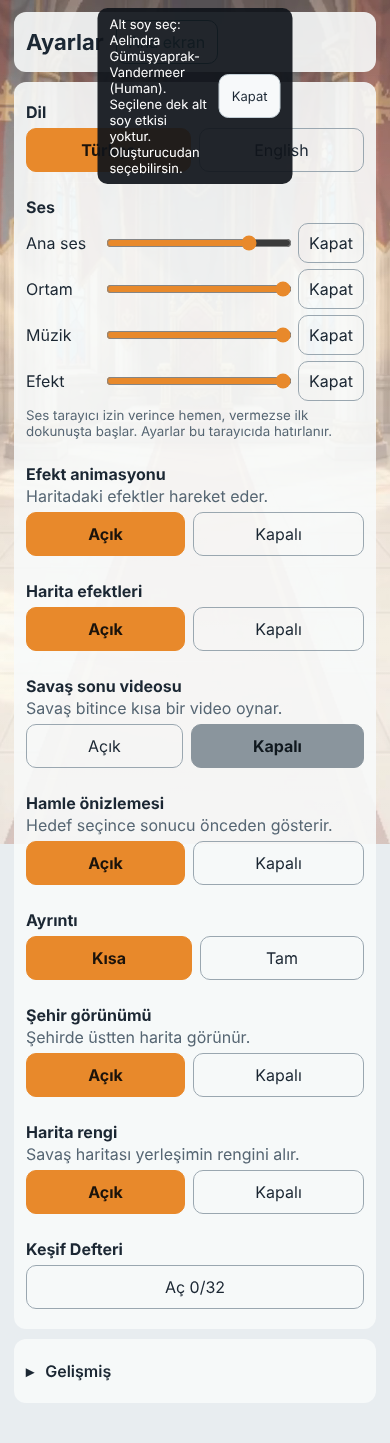 Ayarlar
Alt soy seç:
Aelindra
Gümüşyaprak-
Vandermeer
(Human).
Seçilene dek alt
soy etkisi
yoktur.
Oluşturucudan
seçebilirsin.
Kapat
Dil
English
Ses
Ana ses
Kapat
Ortam
Kapat
Müzik
Kapat
Efekt
Kapat
Ses tarayıcı izin verince hemen, vermezse ilk
dokunuşta başlar. Ayarlar bu tarayıcıda hatırlanır.
Efekt animasyonu
Haritadaki efektler hareket eder.
Açık Kapalı
Harita efektleri
Açık Kapalı
Savaş sonu videosu
Savaş bitince kısa bir video oynar.
Açık Kapalı
Hamle önizlemesi
Hedef seçince sonucu önceden gösterir.
Açık Kapalı
Ayrıntı
Kısa Tam
Şehir görünümü
Şehirde üstten harita görünür.
Açık Kapalı
Harita rengi
Savaş haritası yerleşimin rengini alır.
Açık Kapalı
Keşif Defteri
Aç 0/32
Gelişmiş